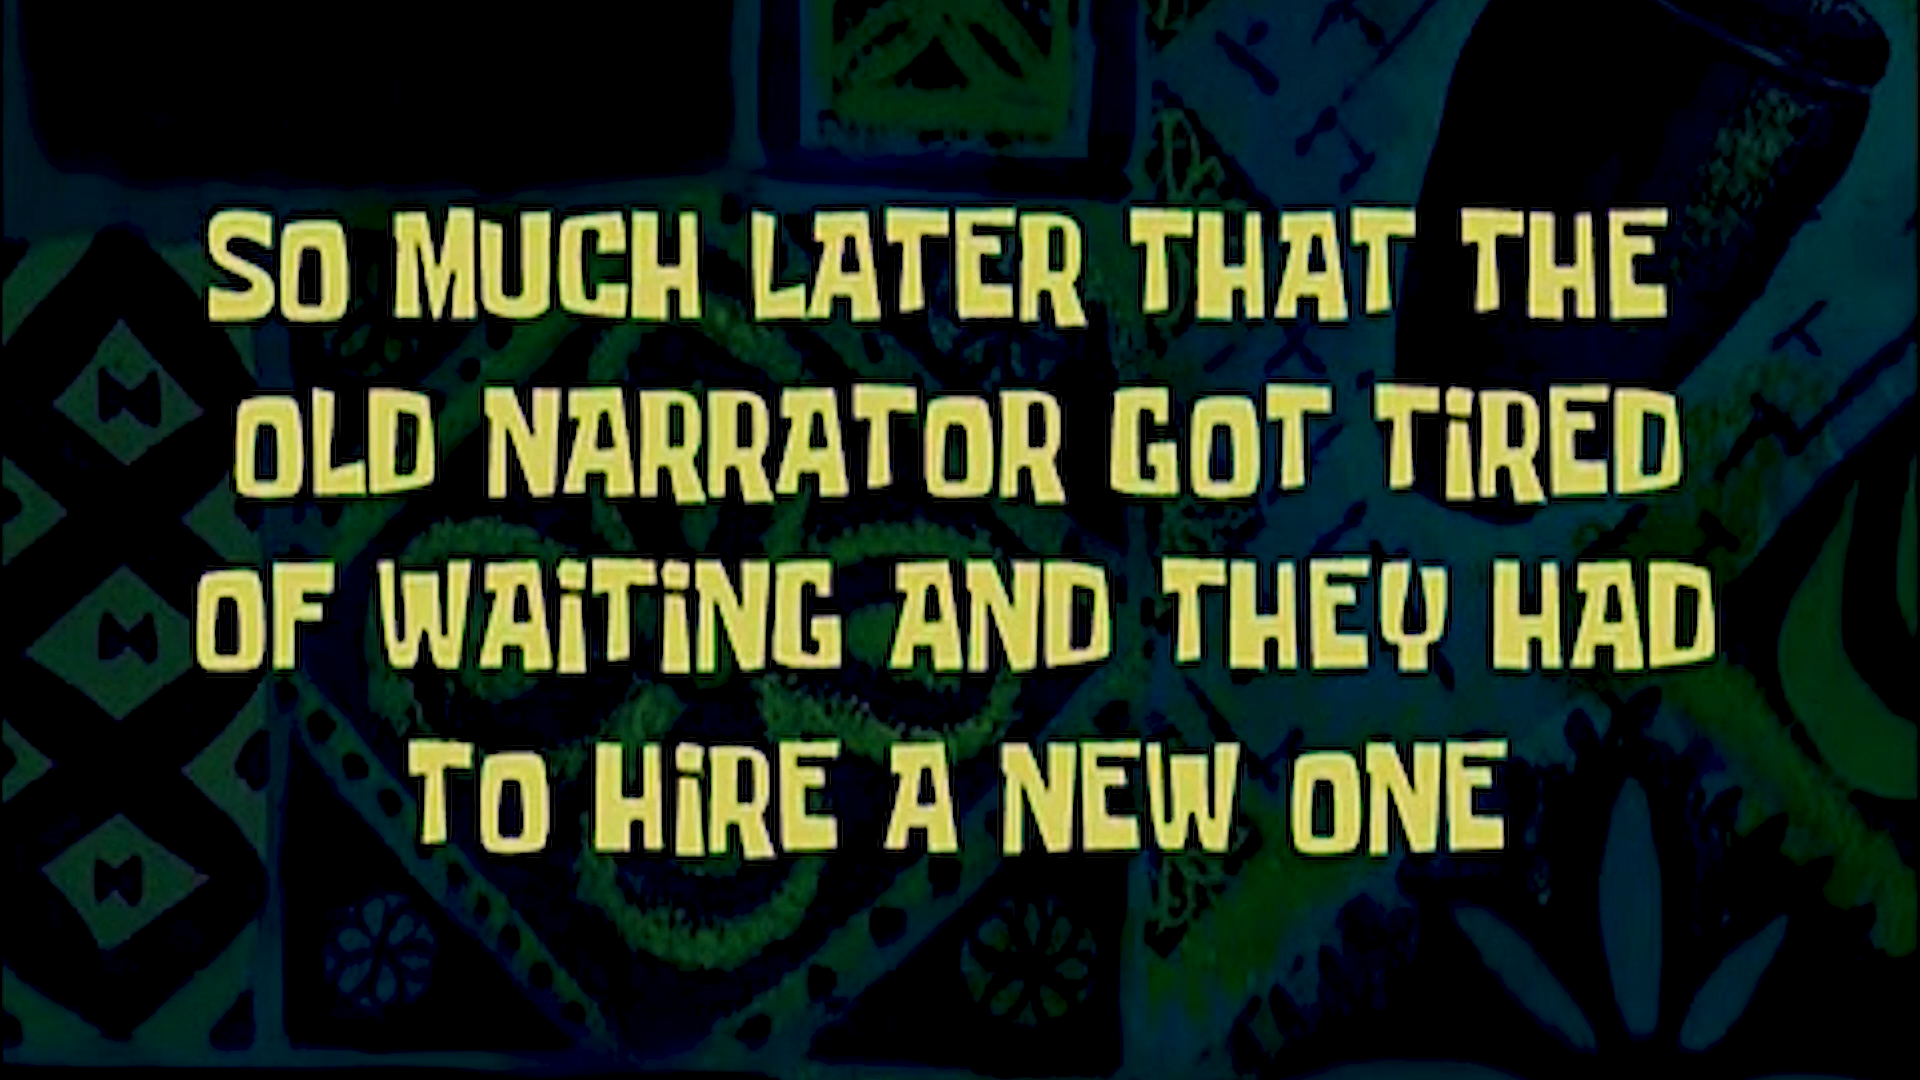 SO MUCH LATER THAT THE
OLD NARRATOR GOT TiRED
OF WAiTiNG AND THEY HAD
TO HiRE A NEW ONE